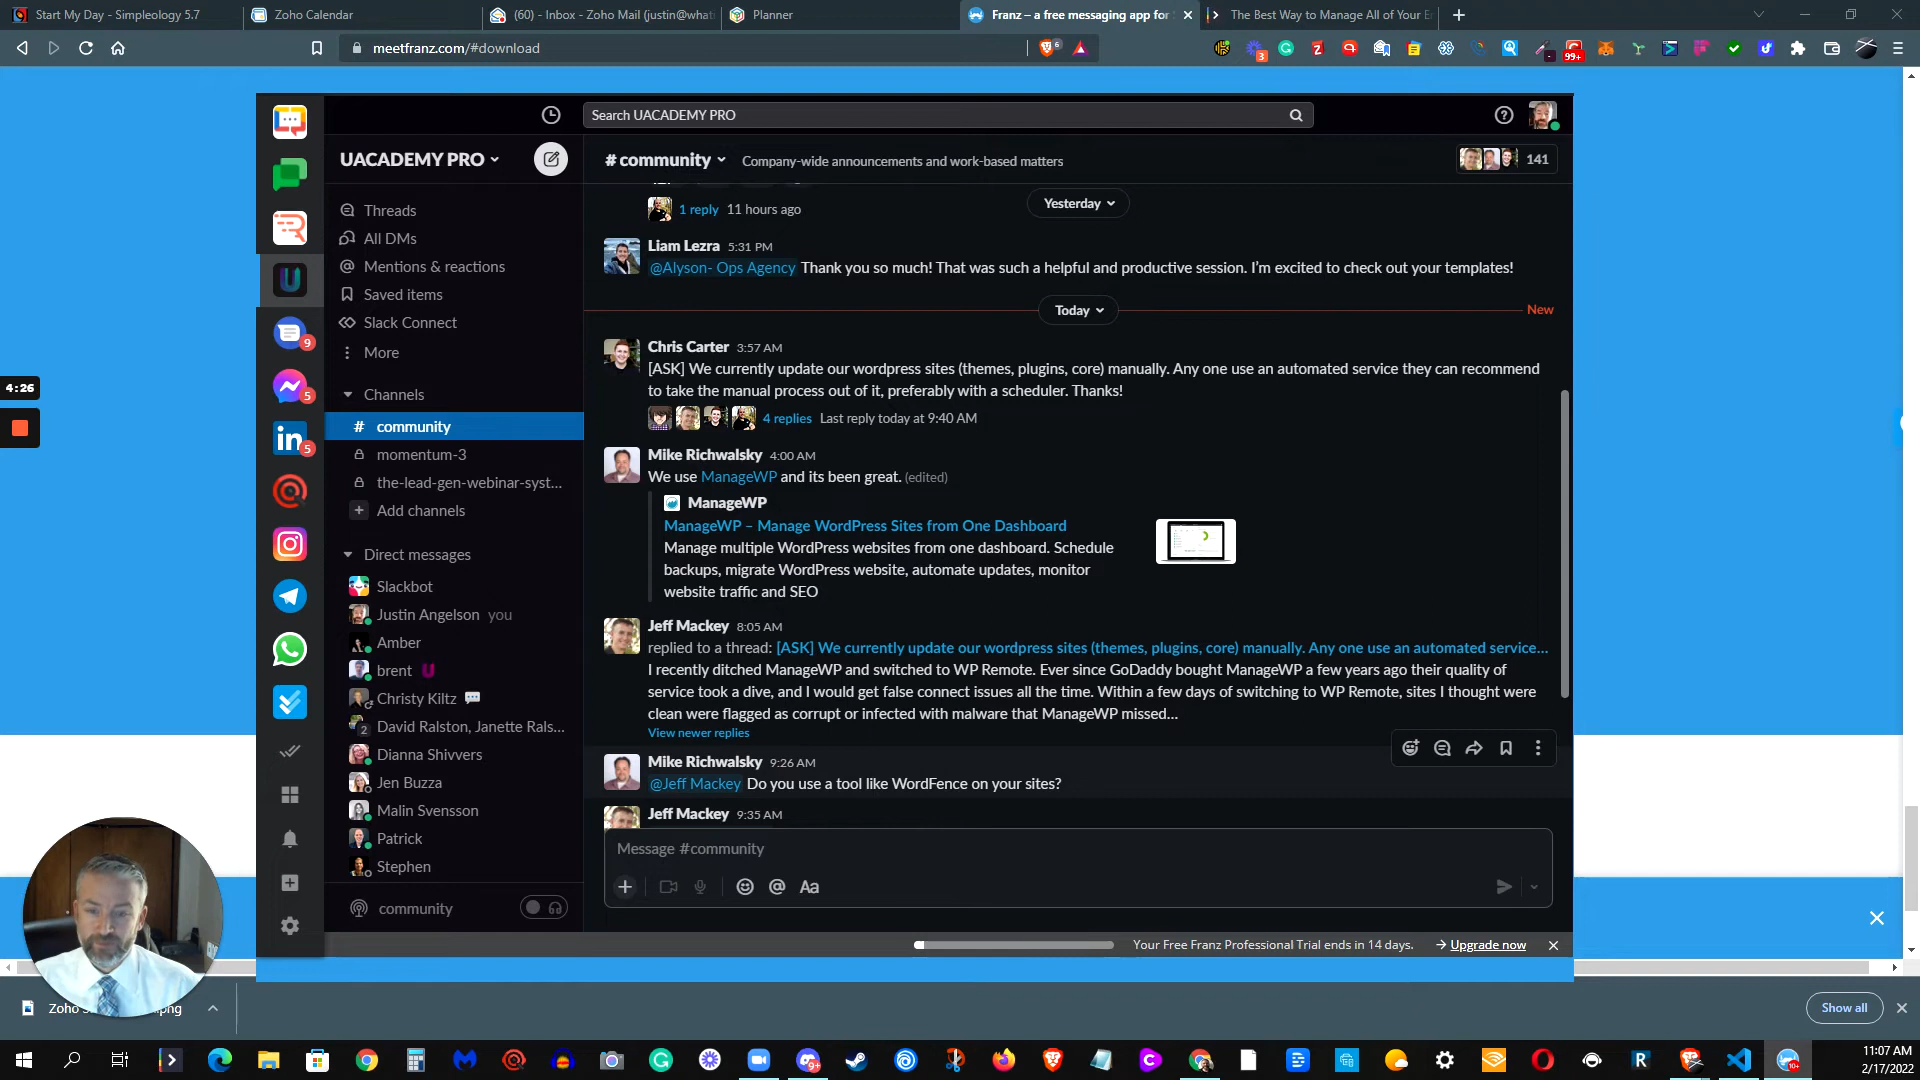 Start My Day - Simpleology 5.7
Zoho Calendar
(60) - Inbox - Zoho Mail (justin@what
Planner
Franz – a free messaging app for
The Best Way to Manage All of Your E
meetfranz.com/#download
6
3
99+
Search UACADEMY PRO
UACADEMY PRO
# community
Company-wide announcements and work-based matters
141
Threads
All DMs
Mentions & reactions
Saved items
Slack Connect
More
Channels
# community
momentum-3
the-lead-gen-webinar-syst...
Add channels
Direct messages
Slackbot
Justin Angelson you
Amber
brent
Christy Kiltz
2
David Ralston, Janette Rals...
Dianna Shivvers
Jen Buzza
Malin Svensson
Patrick
Stephen
community
9
5
5
4:26
1 reply 11 hours ago
Yesterday
Liam Lezra 5:31 PM
@Alyson- Ops Agency Thank you so much! That was such a helpful and productive session. I'm excited to check out your templates!
Today
New
Chris Carter 3:57 AM
[ASK] We currently update our wordpress sites (themes, plugins, core) manually. Any one use an automated service they can recommend
to take the manual process out of it, preferably with a scheduler. Thanks!
4 replies Last reply today at 9:40 AM
Mike Richwalsky 4:00 AM
We use ManageWP and its been great. (edited)
ManageWP
ManageWP – Manage WordPress Sites from One Dashboard
Manage multiple WordPress websites from one dashboard. Schedule
backups, migrate WordPress website, automate updates, monitor
website traffic and SEO
Jeff Mackey 8:05 AM
replied to a thread: [ASK] We currently update our wordpress sites (themes, plugins, core) manually. Any one use an automated service...
I recently ditched ManageWP and switched to WP Remote. Ever since GoDaddy bought ManageWP a few years ago their quality of
service took a dive, and I would get false connect issues all the time. Within a few days of switching to WP Remote, sites I thought were
clean were flagged as corrupt or infected with malware that ManageWP missed...
View newer replies
Mike Richwalsky 9:26 AM
@Jeff Mackey Do you use a tool like WordFence on your sites?
Jeff Mackey 9:35 AM
Message #community
Aa
Your Free Franz Professional Trial ends in 14 days.
Upgrade now
Zoho
.png
Show all
11:07 AM
2/17/2022